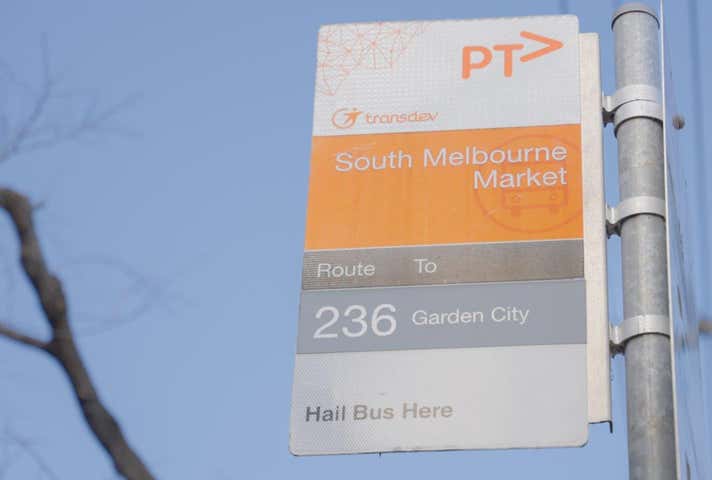 PT>
transdev
South Melbourne
Market
Route To
236 Garden City
Hail Bus Here